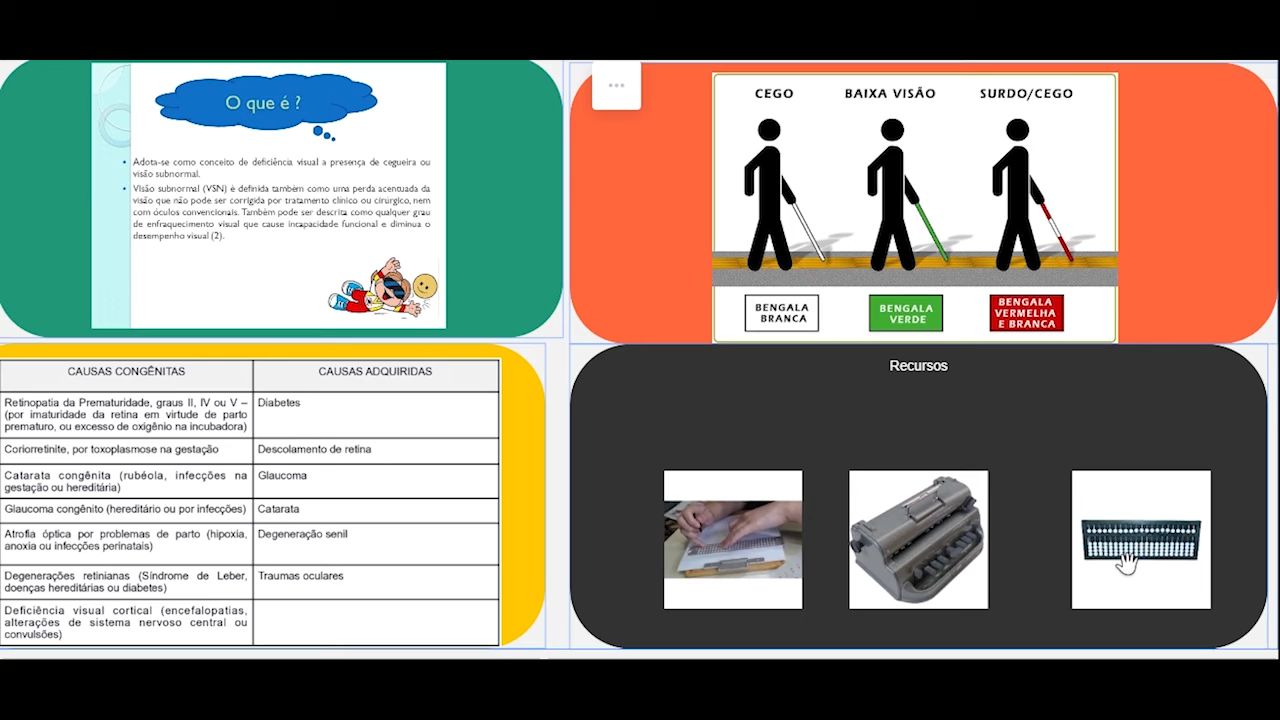 O que é ?
• Adota-se como conceito de deficiência visual a presença de cegueira ou
visão subnormal.
• Visão subnormal (VSN) é definida também como uma perda acentuada da
visão que não pode ser corrigida por tratamento clínico ou cirúrgico, nem
com óculos convencionais. Também pode ser descrita como qualquer grau
de enfraquecimento visual que cause incapacidade funcional e diminua o
desempenho visual (2).
CEGO BAIXA VISÃO SURDO/CEGO
BENGALA
BRANCA
BENGALA
VERDE
BENGALA
VERMELHA
E BRANCA
CAUSAS CONGÊNITAS CAUSAS ADQUIRIDAS
Retinopatia da Prematuridade, graus II, IV ou V –
(por imaturidade da retina em virtude de parto
prematuro, ou excesso de oxigênio na incubadora)
Diabetes
Coriorretinite, por toxoplasmose na gestação
Descolamento de retina
Catarata congênita (rubéola, infecções na
gestação ou hereditária)
Glaucoma
Glaucoma congênito (hereditário ou por infecções)
Catarata
Atrofia óptica por problemas de parto (hipoxia,
anoxia ou infecções perinatais)
Degeneração senil
Degenerações retinianas (Síndrome de Leber,
doenças hereditárias ou diabetes)
Traumas oculares
Deficiência visual cortical (encefalopatias,
alterações de sistema nervoso central ou
convulsões)
Recursos